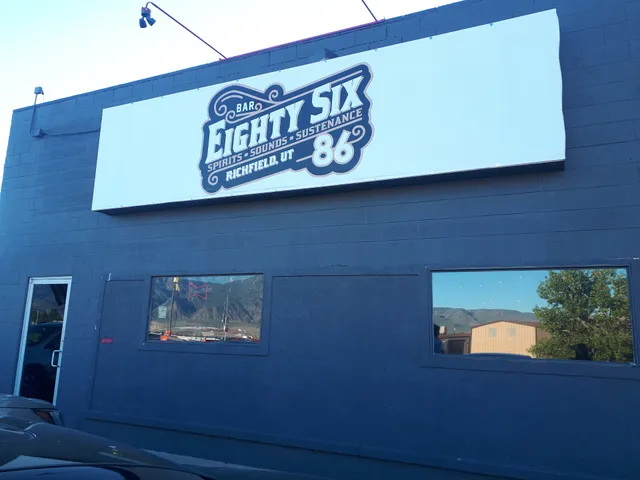 BAR
EIGHTY SIX
SPIRITS • SOUNDS • SUSTENANCE
RICHFIELD, UT
86